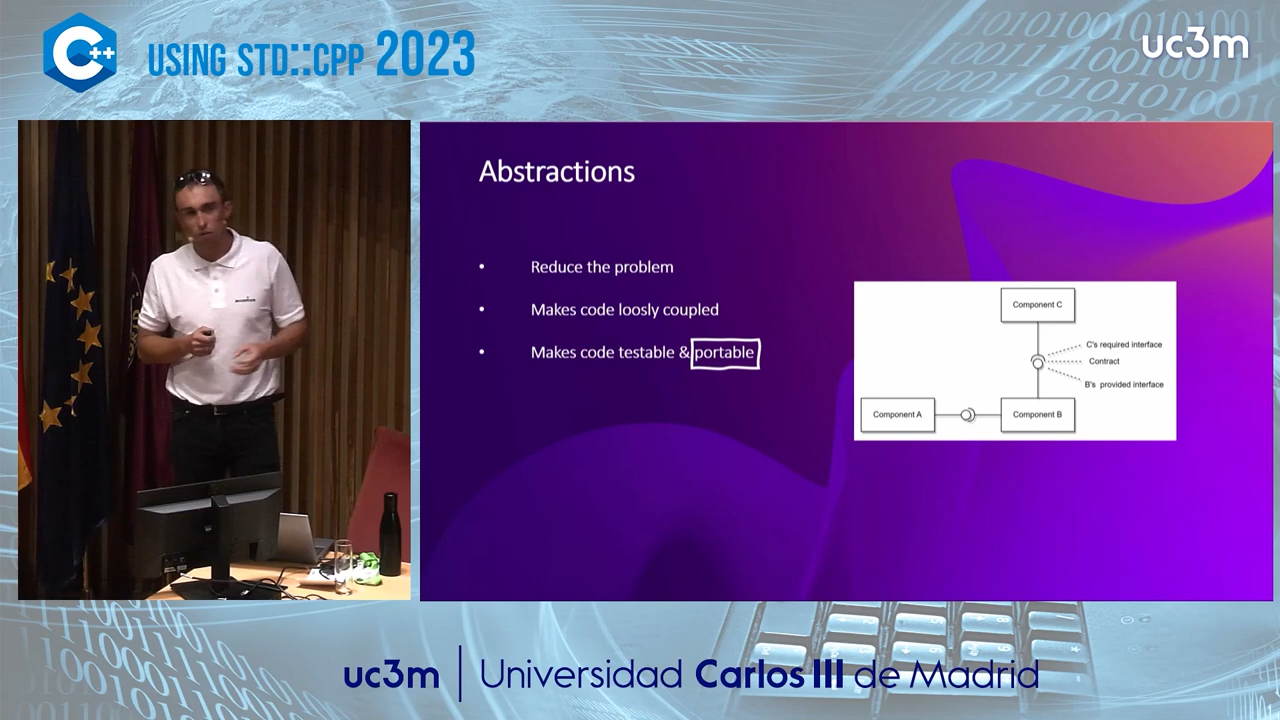 C++
USING STD::CPP 2023
uc3m
Abstractions
• Reduce the problem
• Makes code loosly coupled
• Makes code testable & portable
Component C
C's required interface
Contract
B's provided interface
Component A
Component B
uc3m | Universidad Carlos III de Madrid